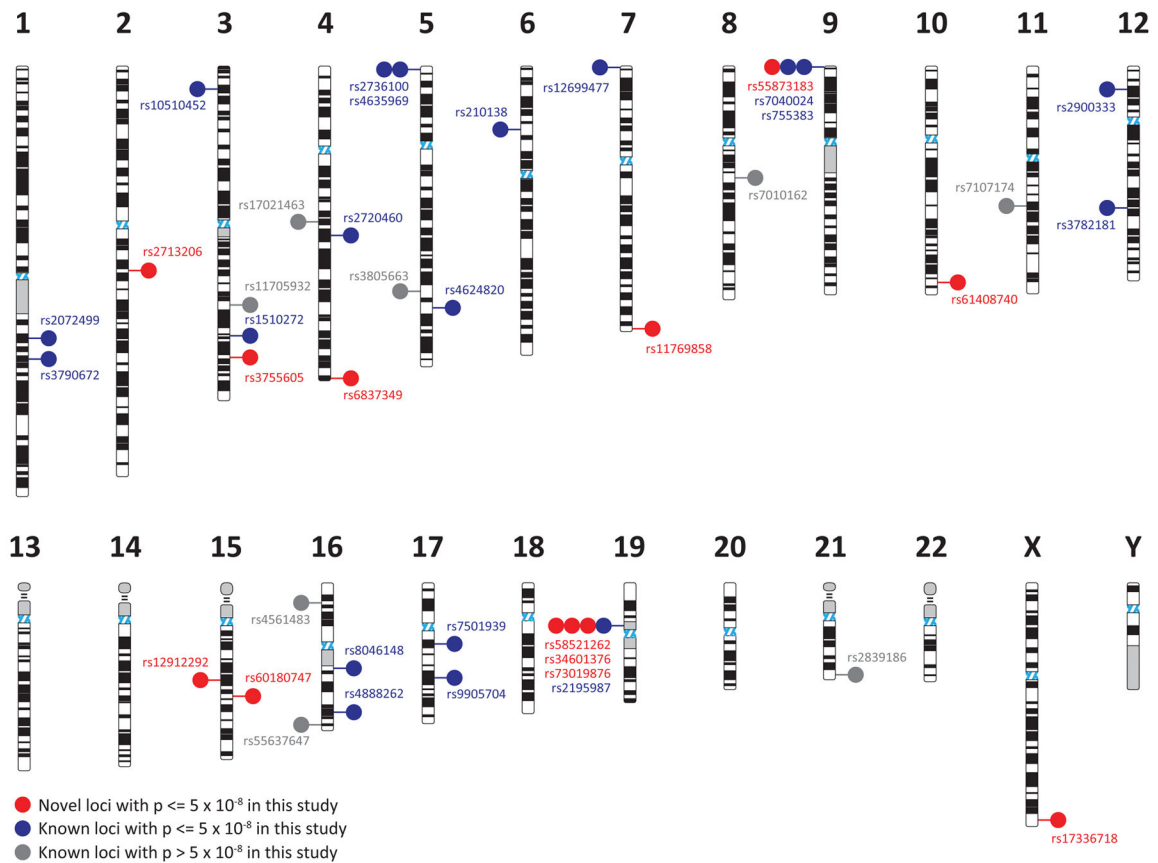 1 2 3 4 5 6 7 8 9 10 11 12
rs2072499
rs3790672
rs2713206
rs10510452
rs11705932
rs1510272
rs3755605
rs17021463
rs2720460
rs6837349
rs2736100
rs4635969
rs3805663
rs4624820
rs210138
rs12699477
rs11769858
rs7010162
rs55873183
rs7040024
rs755383
rs61408740
rs7107174
rs2900333
rs3782181
13 14 15 16 17 18 19 20 21 22 X Y
rs12912292
rs60180747
rs4561483
rs8046148
rs4888262
rs55637647
rs7501939
rs9905704
rs58521262
rs34601376
rs73019876
rs2195987
rs2839186
rs17336718
Novel loci with p <= 5 x 10⁻⁸ in this study
Known loci with p <= 5 x 10⁻⁸ in this study
Known loci with p > 5 x 10⁻⁸ in this study